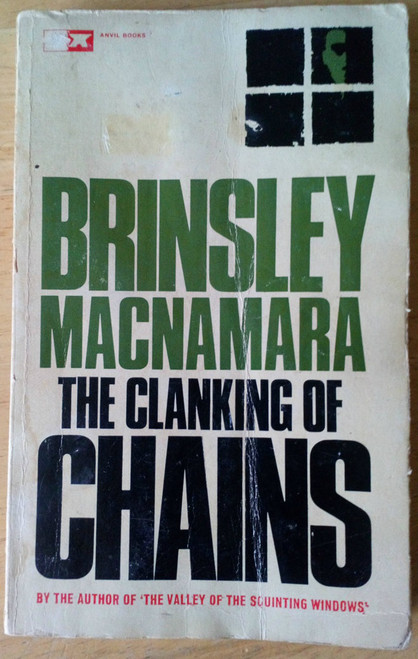 ANVIL BOOKS
BRINSLEY
MACNAMARA
THE CLANKING OF
CHAINS
BY THE AUTHOR OF 'THE VALLEY OF THE SQUINTING WINDOWS'